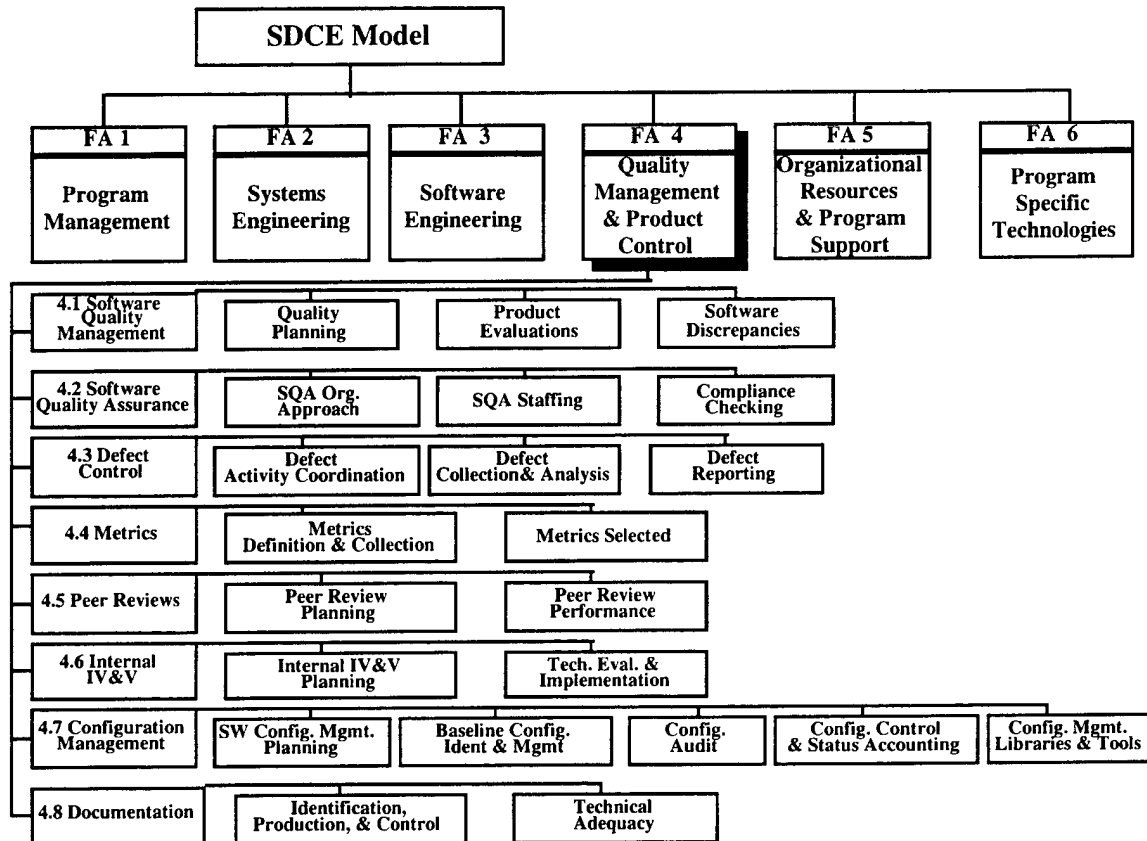 SDCE Model
FA 1
Program
Management
FA 2
Systems
Engineering
FA 3
Software
Engineering
FA 4
Quality
Management
& Product
Control
FA 5
Organizational
Resources
& Program
Support
FA 6
Program
Specific
Technologies
4.1 Software
Quality
Management
Quality
Planning
Product
Evaluations
Software
Discrepancies
4.2 Software
Quality Assurance
SQA Org.
Approach
SQA Staffing
Compliance
Checking
4.3 Defect
Control
Defect
Activity Coordination
Defect
Collection& Analysis
Defect
Reporting
4.4 Metrics
Metrics
Definition & Collection
Metrics Selected
4.5 Peer Reviews
Peer Review
Planning
Peer Review
Performance
4.6 Internal
IV&V
Internal IV&V
Planning
Tech. Eval. &
Implementation
4.7 Configuration
Management
SW Config. Mgmt.
Planning
Baseline Config.
Ident & Mgmt
Config.
Audit
Config. Control
& Status Accounting
Config. Mgmt.
Libraries & Tools
4.8 Documentation
Identification,
Production, & Control
Technical
Adequacy